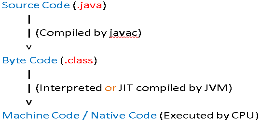 Source Code (.java)
(Compiled by javac)
Byte Code (.class)
(Interpreted or JIT compiled by JVM)
Machine Code / Native Code (Executed by CPU)